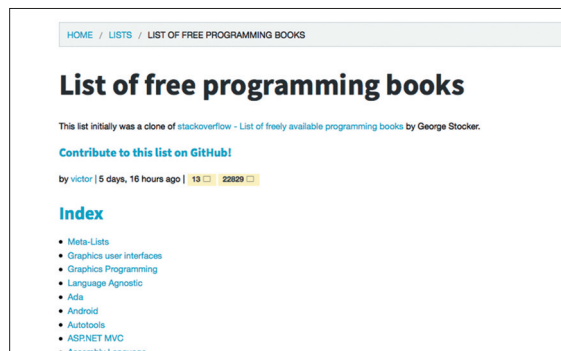 HOME / LISTS / LIST OF FREE PROGRAMMING BOOKS
List of free programming books
This list initially was a clone of stackoverflow - List of freely available programming books by George Stocker.
Contribute to this list on GitHub!
by victor | 5 days, 16 hours ago | 13 22829
Index
• Meta-Lists
• Graphics user interfaces
• Graphics Programming
• Language Agnostic
• Ada
• Android
• Autotools
• ASP.NET MVC
• Assembly Language